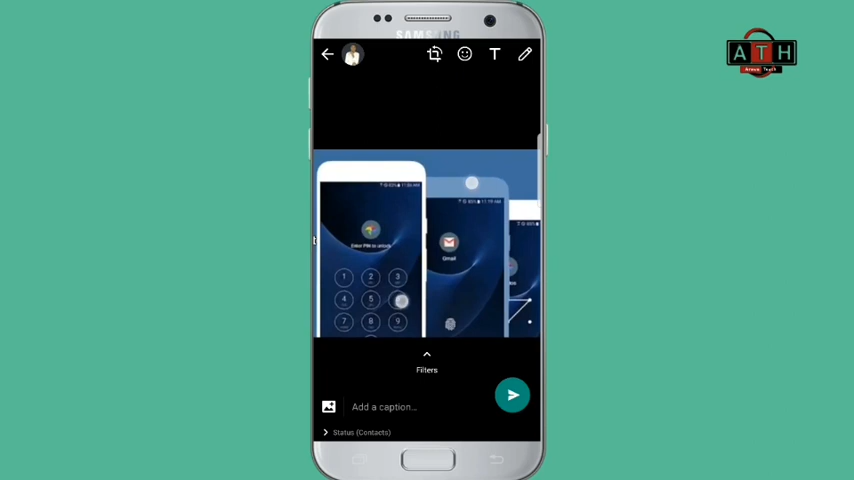 SAMSUNG
ATH
T
Enter PIN to unlock
Gmail
1 2 3
4 5
7 8 9
Filters
Add a caption...
Status (Contacts)